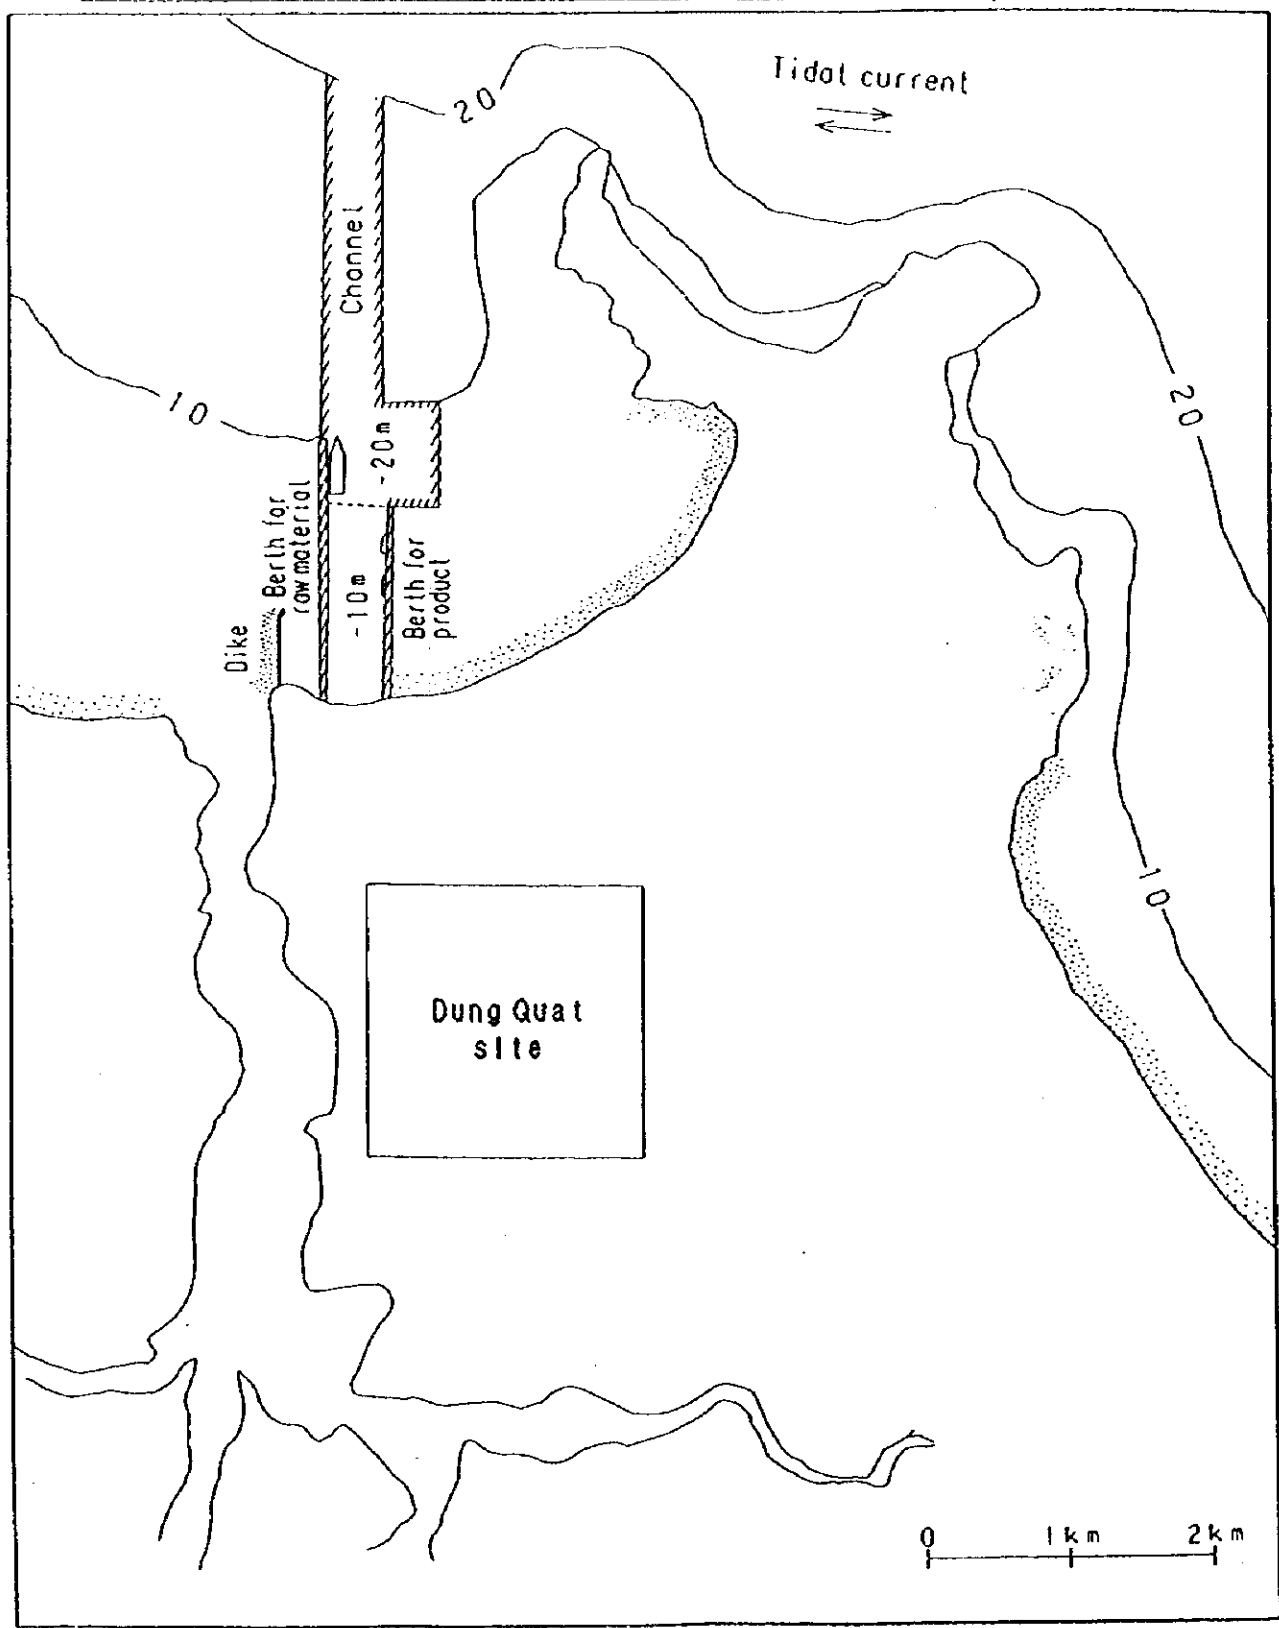 Tidal current
20
Channel
10
20
-20m
Berth for
raw material
-10m
Berth for
product
Dike
10
Dung Quat
site
0 1km 2km